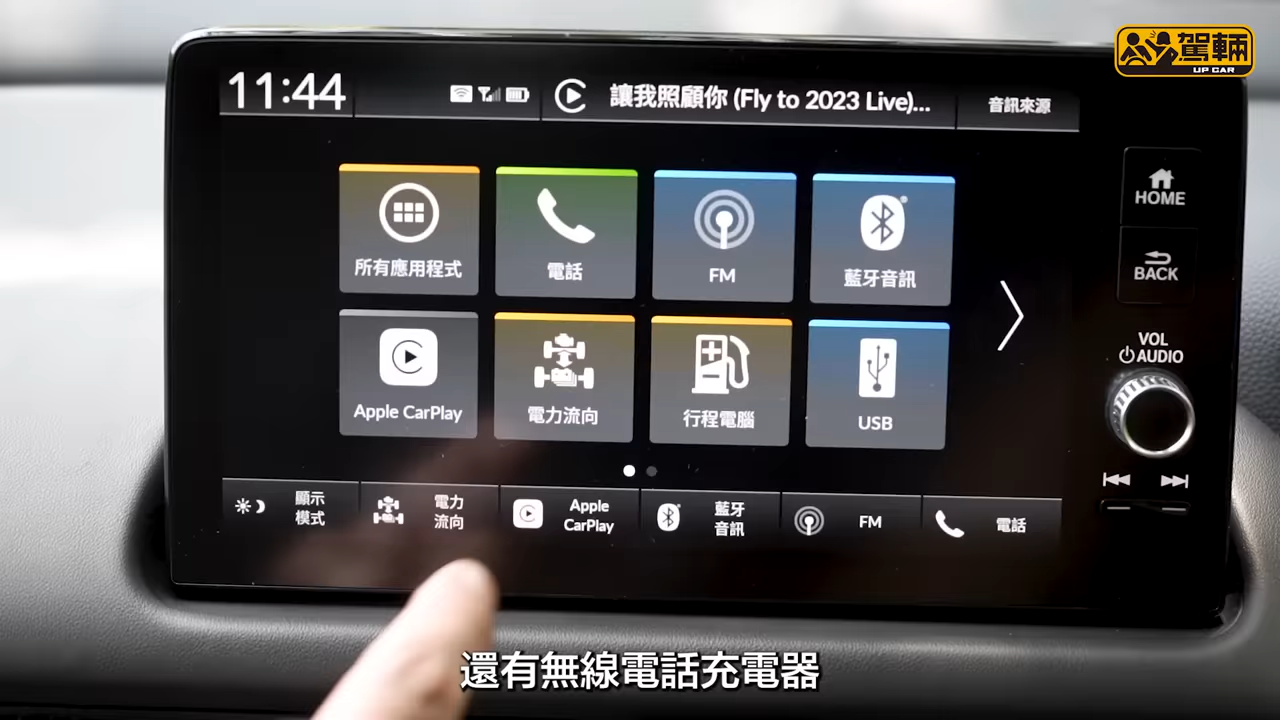 駕輛
UP CAR
11:44
讓我照顧你 (Fly to 2023 Live)...
音訊來源
HOME
所有應用程式
電話
FM
藍牙音訊
BACK
VOL
AUDIO
Apple CarPlay
電力流向
行程電腦
USB
顯示
模式
電力
流向
Apple
CarPlay
藍牙
音訊
FM
電話
還有無線電話充電器